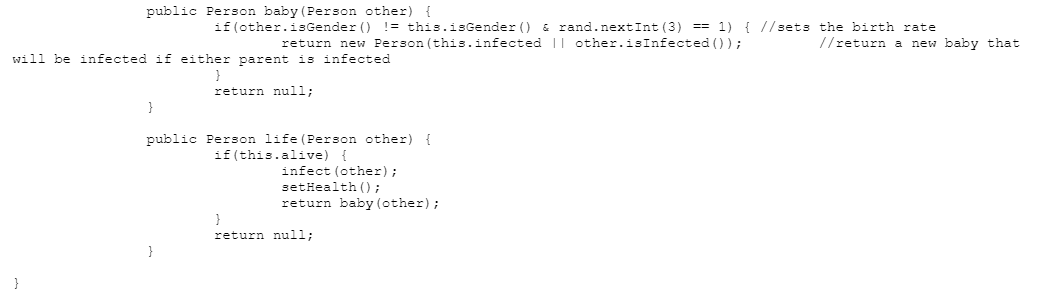 public Person baby(Person other) {
if(other.isGender() != this.isGender() & rand.nextInt(3) == 1) { //sets the birth rate
return new Person(this.infected || other.isInfected()); //return a new baby that
will be infected if either parent is infected
}
return null;
}
public Person life(Person other) {
if(this.alive) {
infect(other);
setHealth();
return baby(other);
}
return null;
}
}